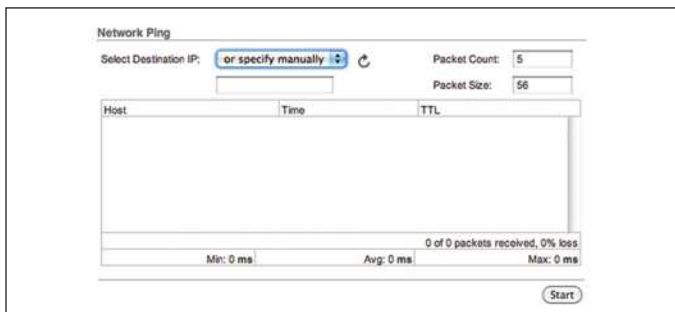 Network Ping
Select Destination IP: or specify manually Packet Count: 5
Packet Size: 56
Host Time TTL
0 of 0 packets received, 0% loss
Min: 0 ms Avg: 0 ms Max: 0 ms
Start